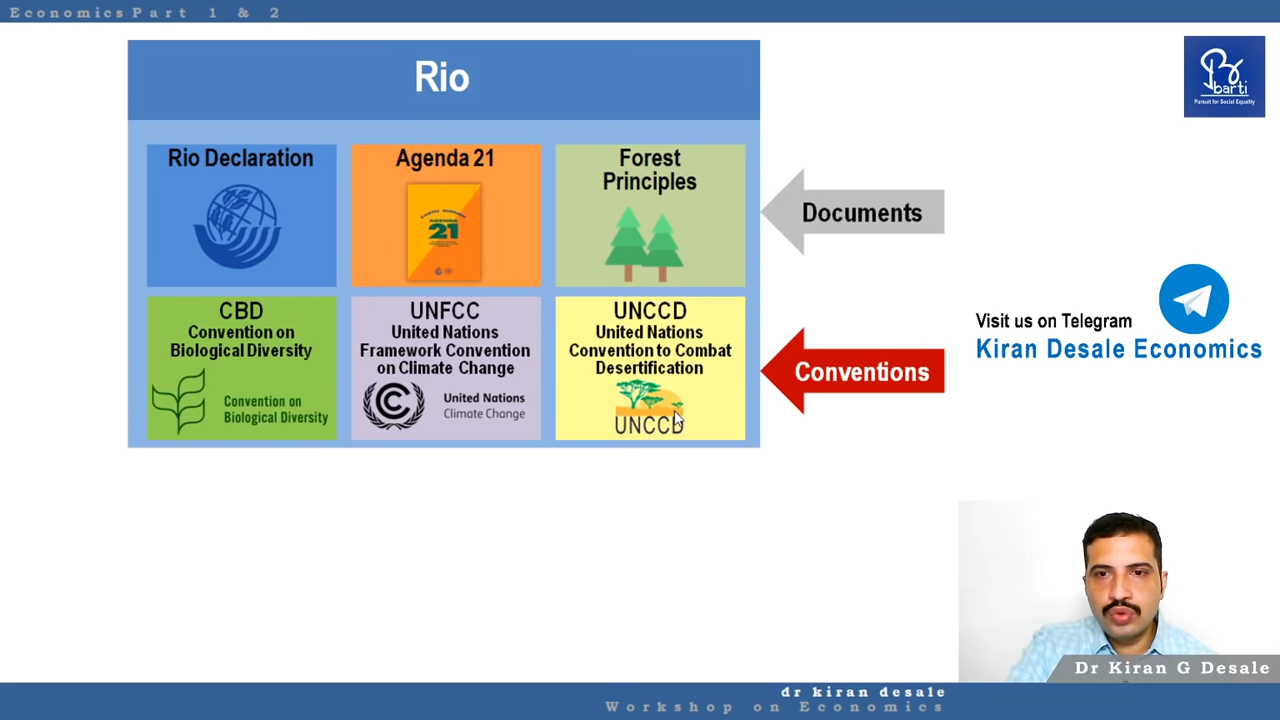 Economics Part 1 & 2
Rio
barti
Pursuit for Social Equality
Rio Declaration
Agenda 21
Forest
Principles
AGENDA
21
Documents
CBD
Convention on
Biological Diversity
Convention on
Biological Diversity
UNFCC
United Nations
Framework Convention
on Climate Change
United Nations
Climate Change
UNCCD
United Nations
Convention to Combat
Desertification
UNCCD
Conventions
Visit us on Telegram
Kiran Desale Economics
Dr Kiran G Desale
dr kiran desale
Workshop on Economics